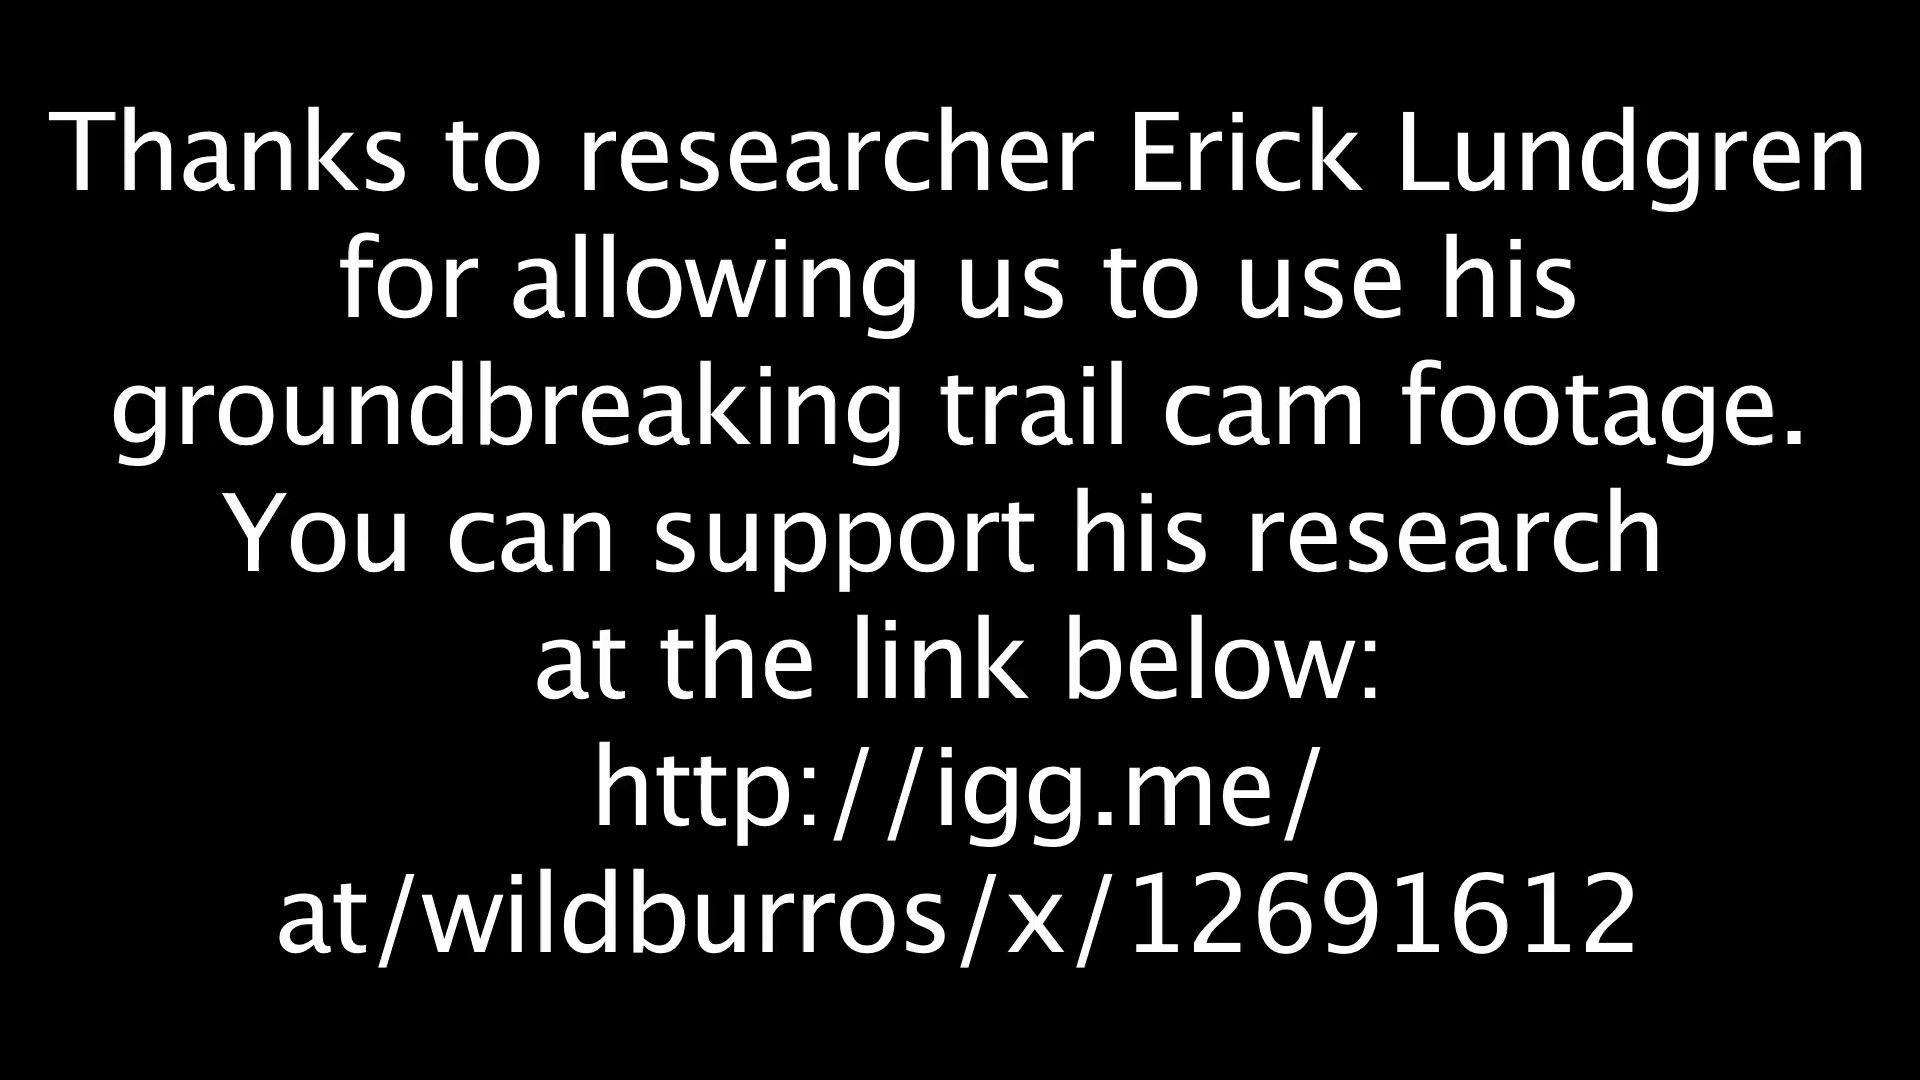 Thanks to researcher Erick Lundgren
for allowing us to use his
groundbreaking trail cam footage.
You can support his research
at the link below:
http://igg.me/
at/wildburros/x/12691612